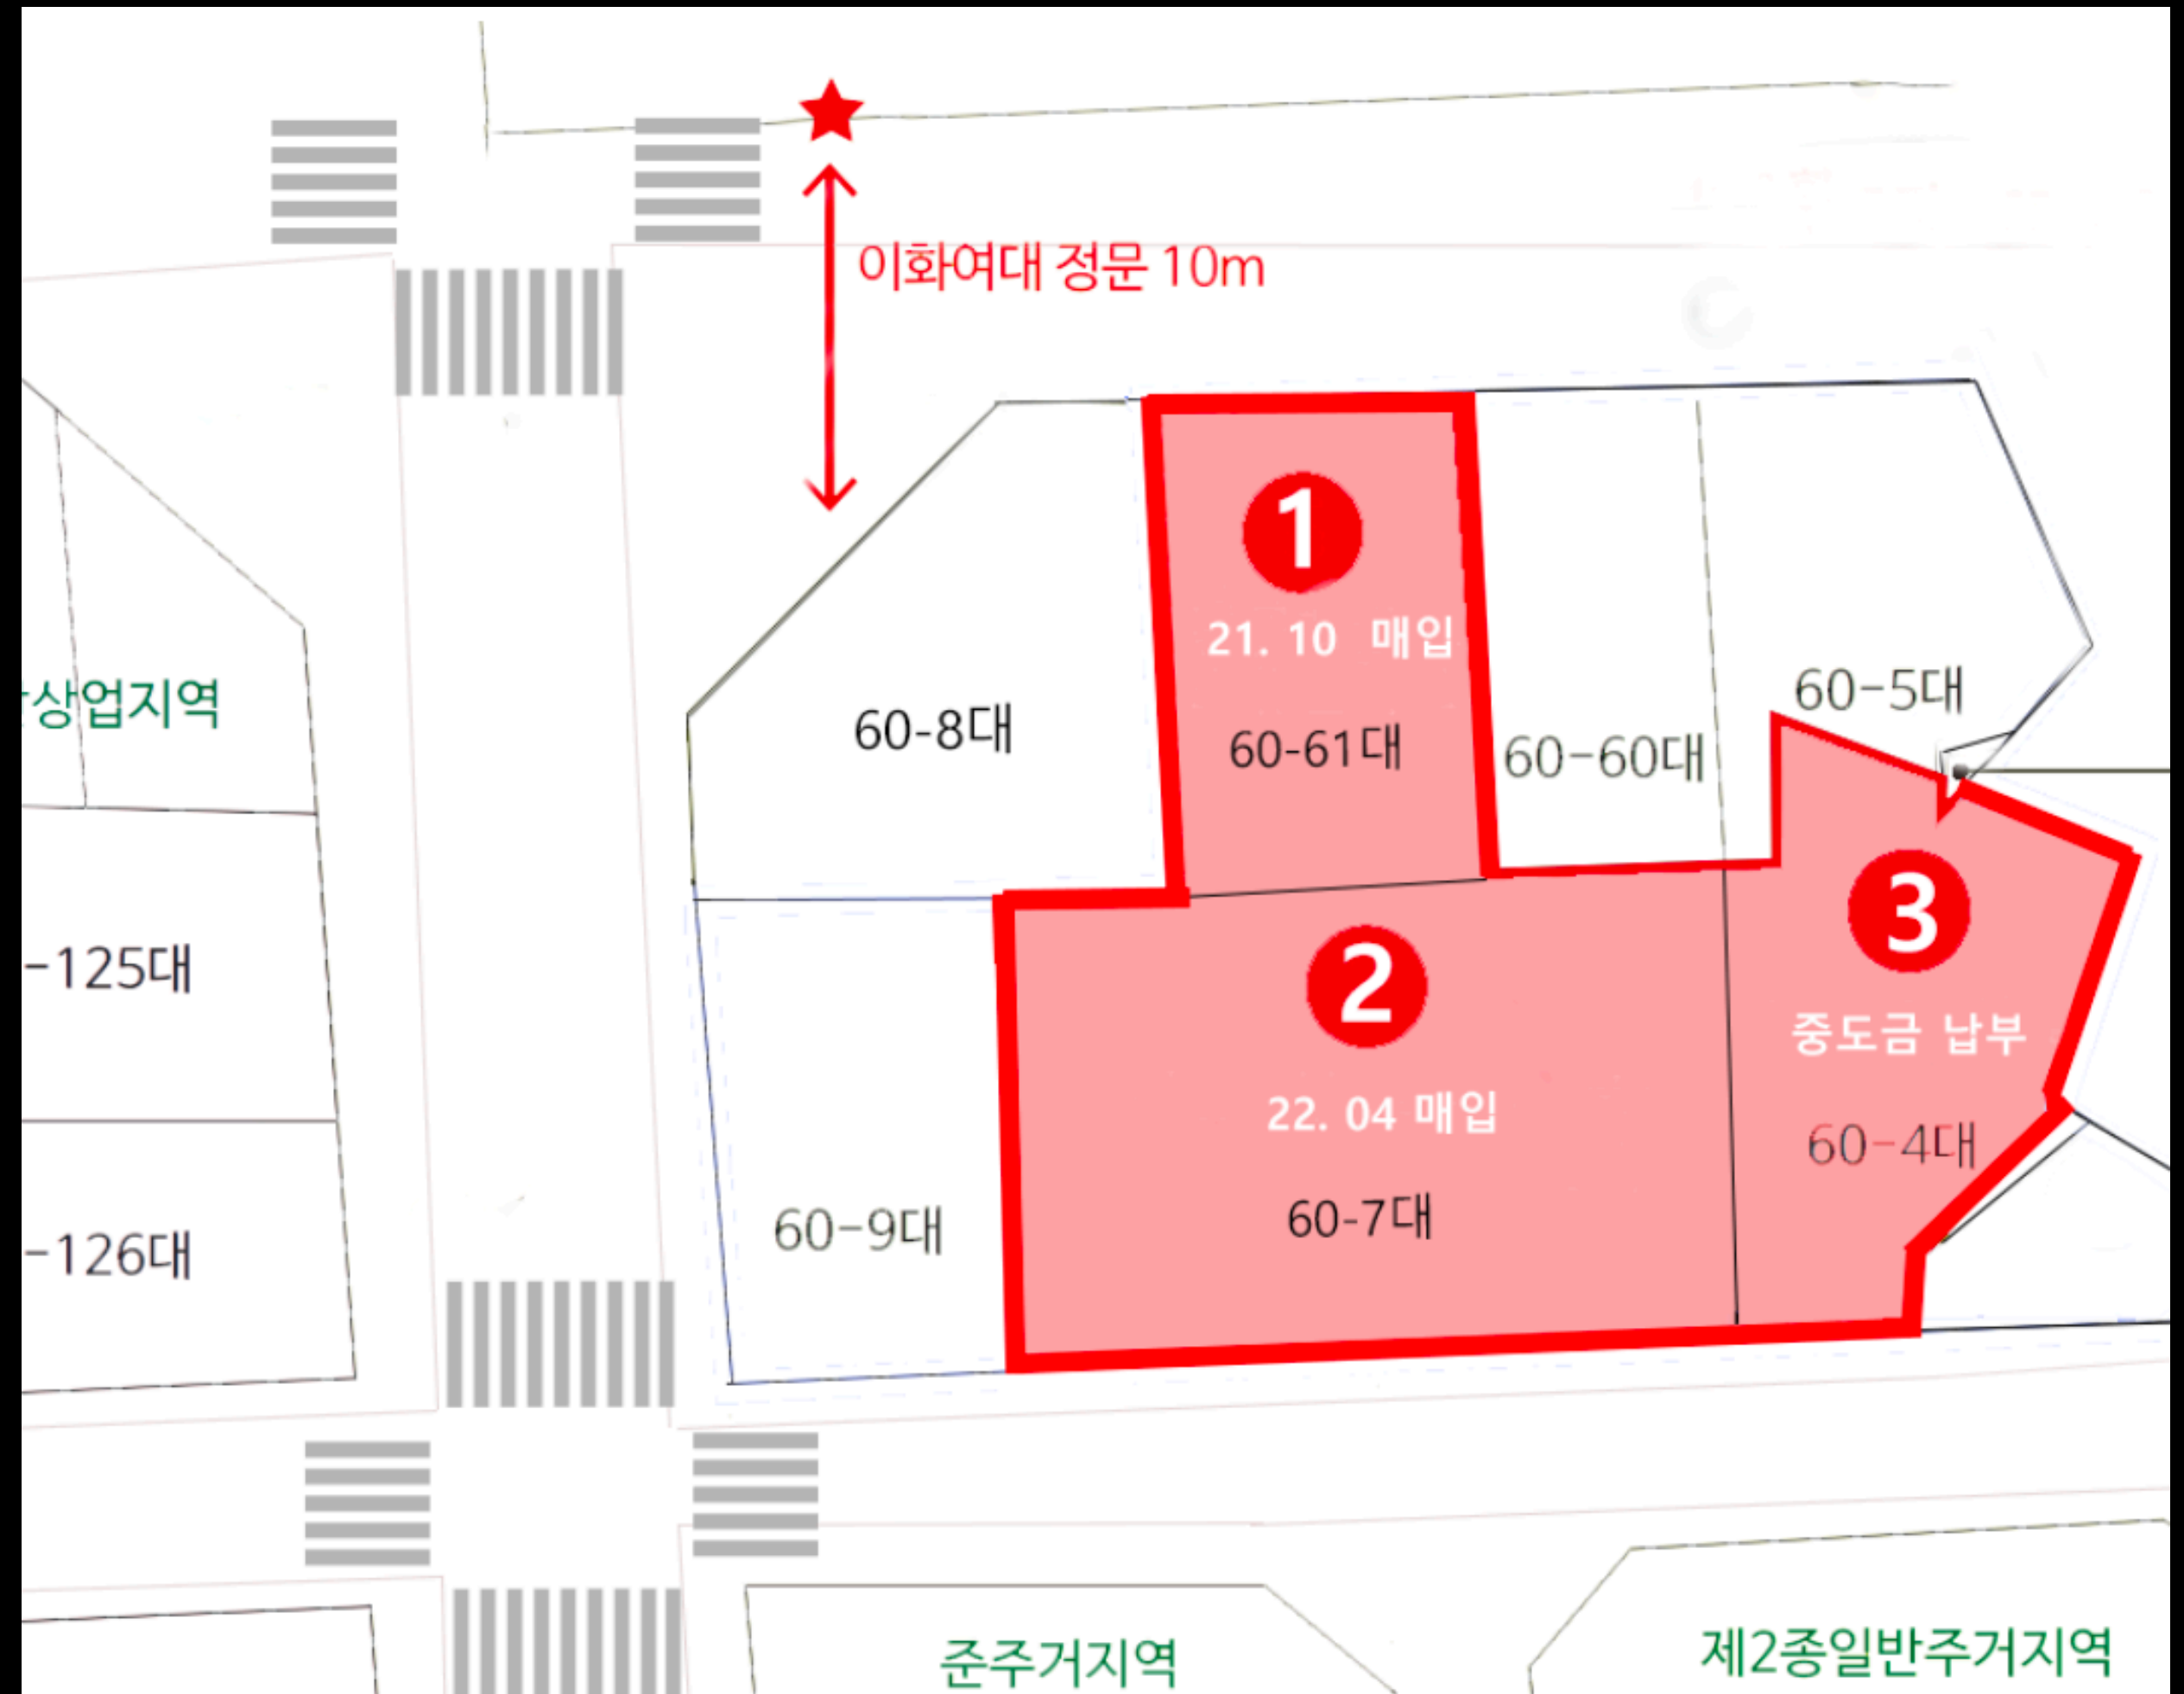 이화여대 정문 10m
1
21. 10 매입
60-61대
60-8대
60-60대
60-5대
상업지역
2
22. 04 매입
60-7대
3
중도금 납부
60-4대
60-9대
-125대
-126대
준주거지역
제2종일반주거지역